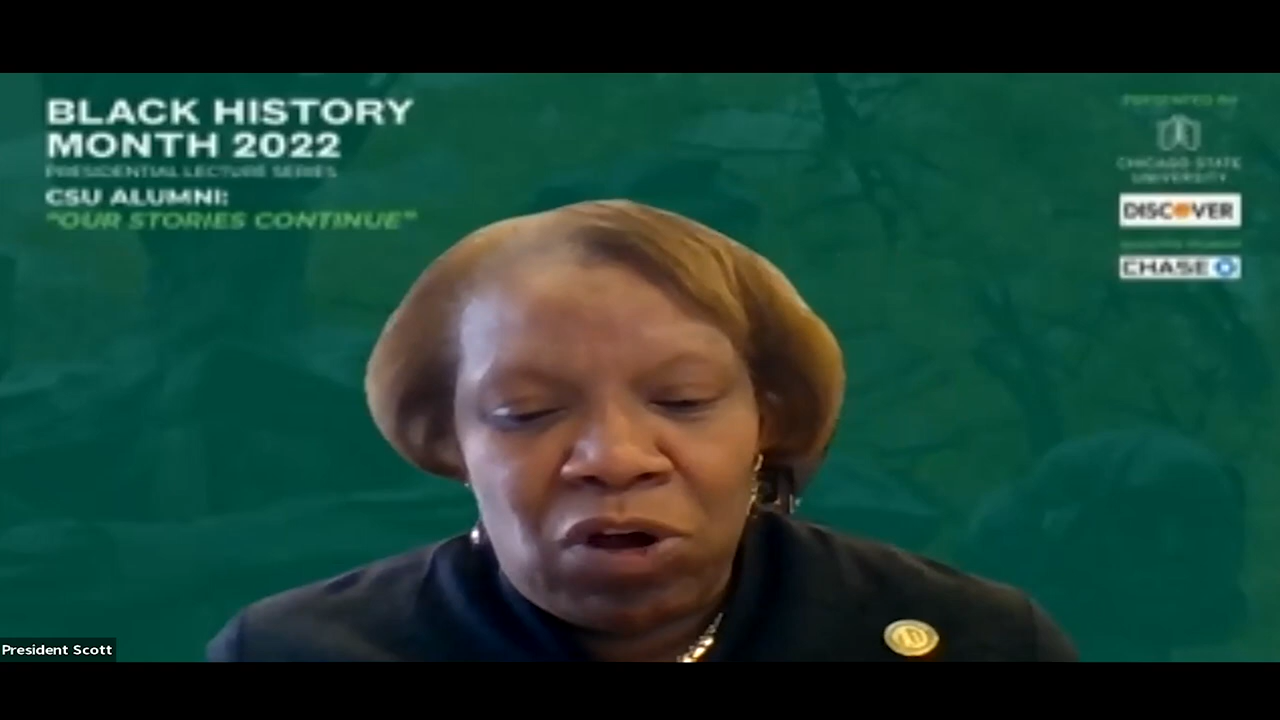 BLACK HISTORY
MONTH 2022
PRESIDENTIAL LECTURE SERIES
CSU ALUMNI:
"OUR STORIES CONTINUE"
PRESENTED BY
CHICAGO STATE
UNIVERSITY
DISCOVER
CHASE
President Scott